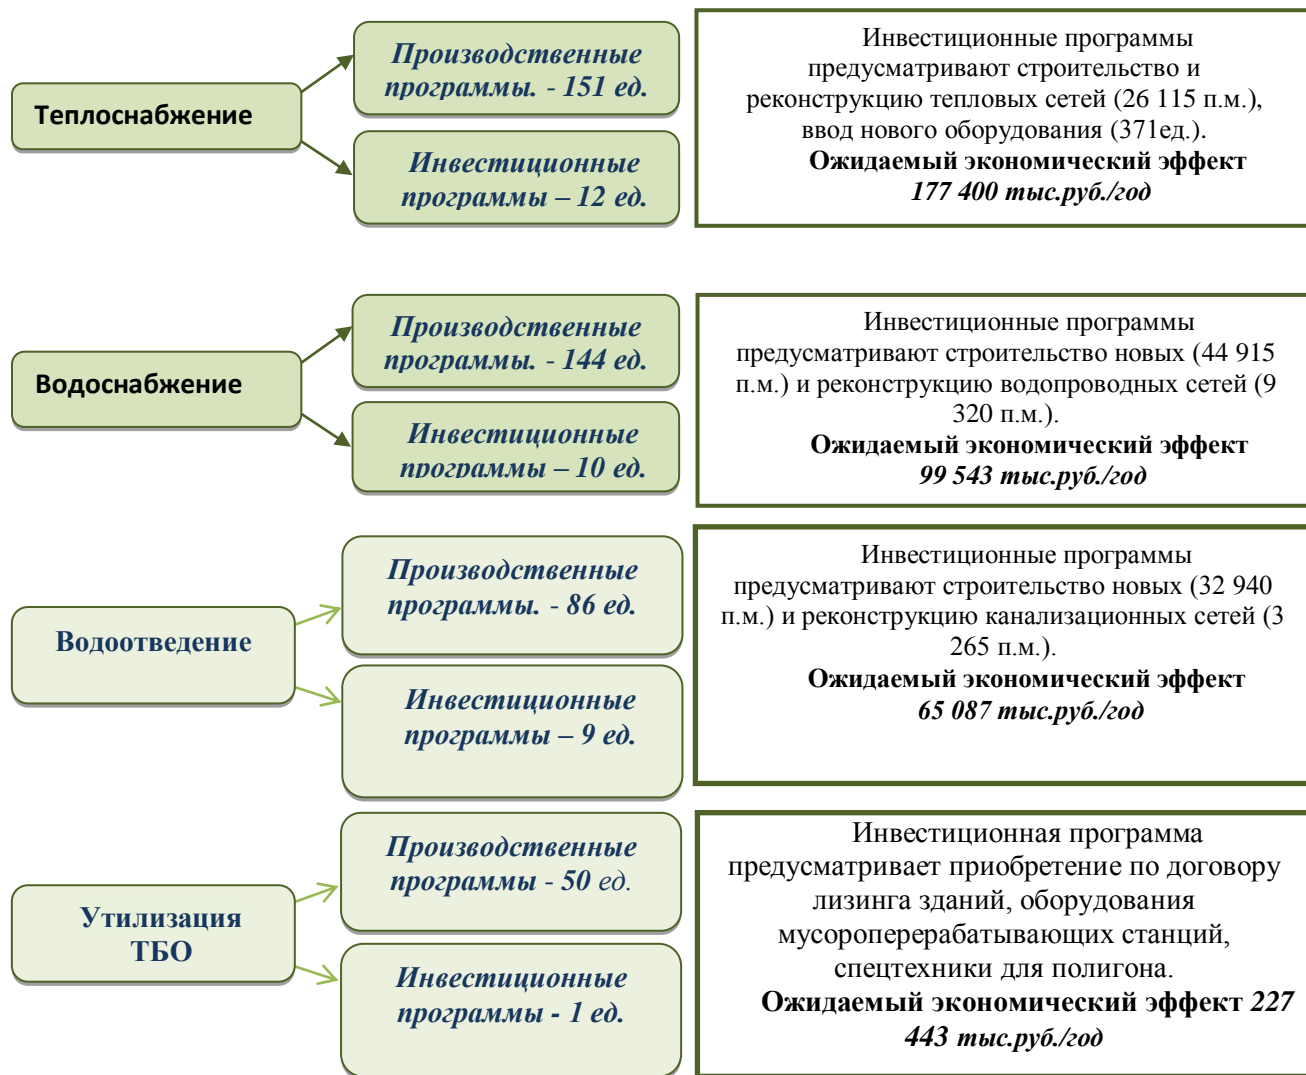 Теплоснабжение
Производственные
программы. - 151 ед.
Инвестиционные
программы – 12 ед.
Инвестиционные программы
предусматривают строительство и
реконструкцию тепловых сетей (26 115 п.м.),
ввод нового оборудования (371ед.).
Ожидаемый экономический эффект
177 400 тыс.руб./год
Водоснабжение
Производственные
программы. - 144 ед.
Инвестиционные
программы – 10 ед.
Инвестиционные программы
предусматривают строительство новых (44 915
п.м.) и реконструкцию водопроводных сетей (9
320 п.м.).
Ожидаемый экономический эффект
99 543 тыс.руб./год
Водоотведение
Производственные
программы. - 86 ед.
Инвестиционные
программы – 9 ед.
Инвестиционные программы
предусматривают строительство новых (32 940
п.м.) и реконструкцию канализационных сетей (3
265 п.м.).
Ожидаемый экономический эффект
65 087 тыс.руб./год
Утилизация
ТБО
Производственные
программы - 50 ед.
Инвестиционные
программы - 1 ед.
Инвестиционная программа
предусматривает приобретение по договору
лизинга зданий, оборудования
мусороперерабатывающих станций,
спецтехники для полигона.
Ожидаемый экономический эффект 227
443 тыс.руб./год